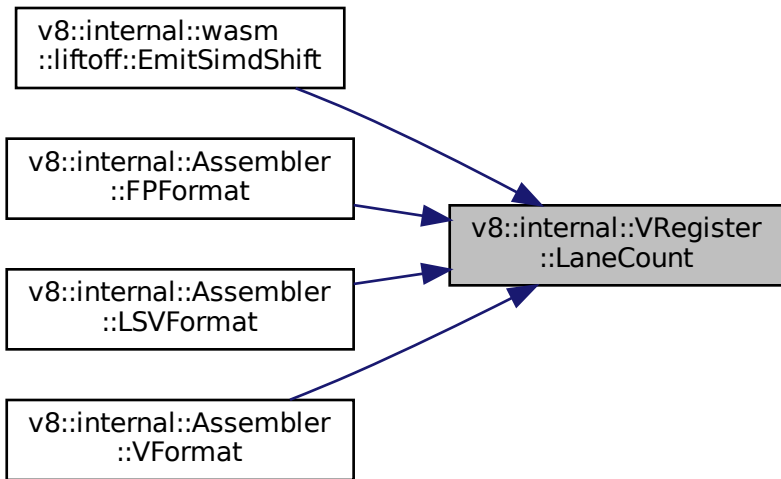 v8::internal::wasm
::liftoff::EmitSimdShift
v8::internal::Assembler
::FPFormat
v8::internal::VRegister
::LaneCount
v8::internal::Assembler
::LSVFormat
v8::internal::Assembler
::VFormat